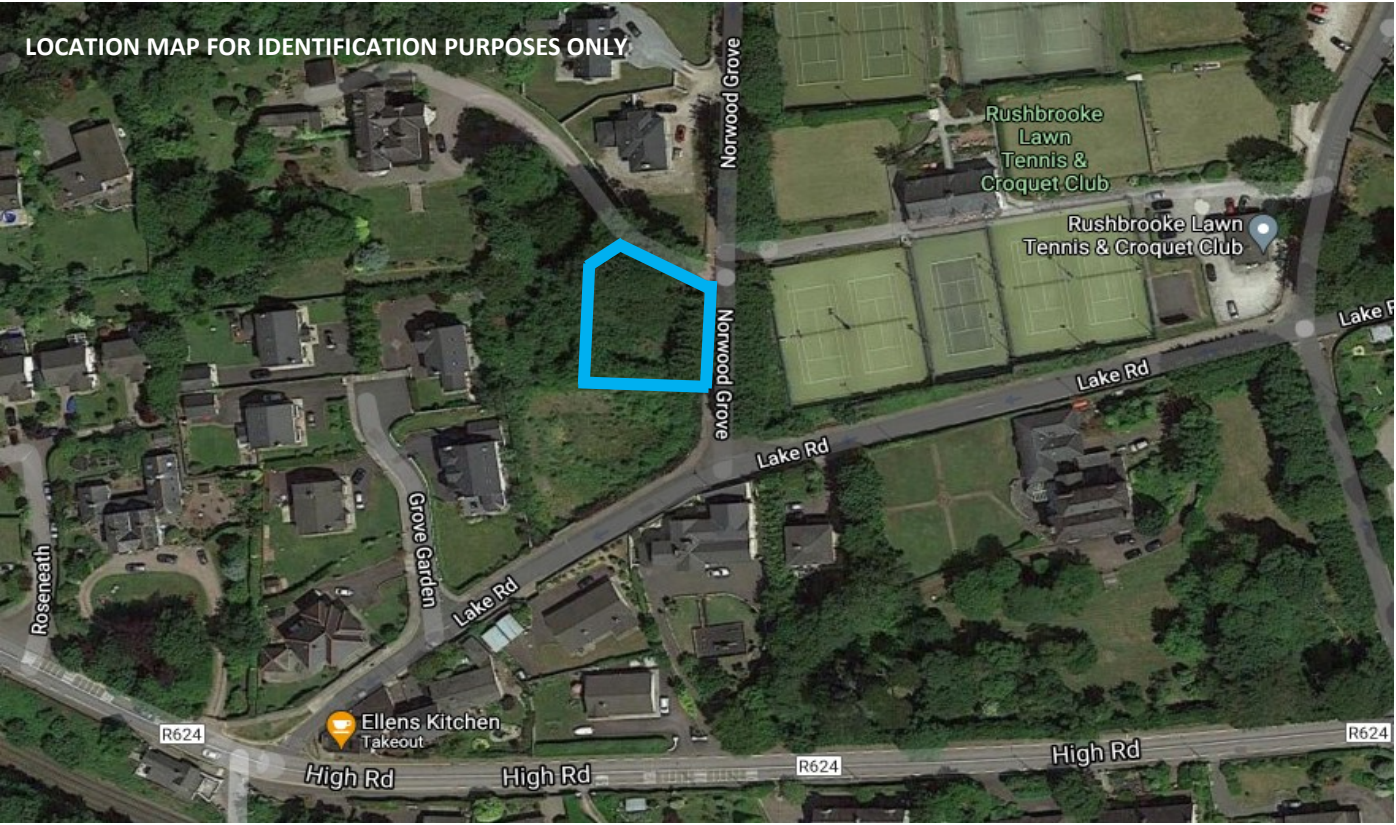 LOCATION MAP FOR IDENTIFICATION PURPOSES ONLY
Norwood Grove
Rushbrooke
Lawn
Tennis &
Croquet Club
Rushbrooke Lawn
Tennis & Croquet Club
Lake R
Norwood Grove
Lake Rd
Lake Rd
Grove Garden
Lake Rd
Roseneath
Ellens Kitchen
Takeout
R624
High Rd
High Rd
R624
High Rd
R624